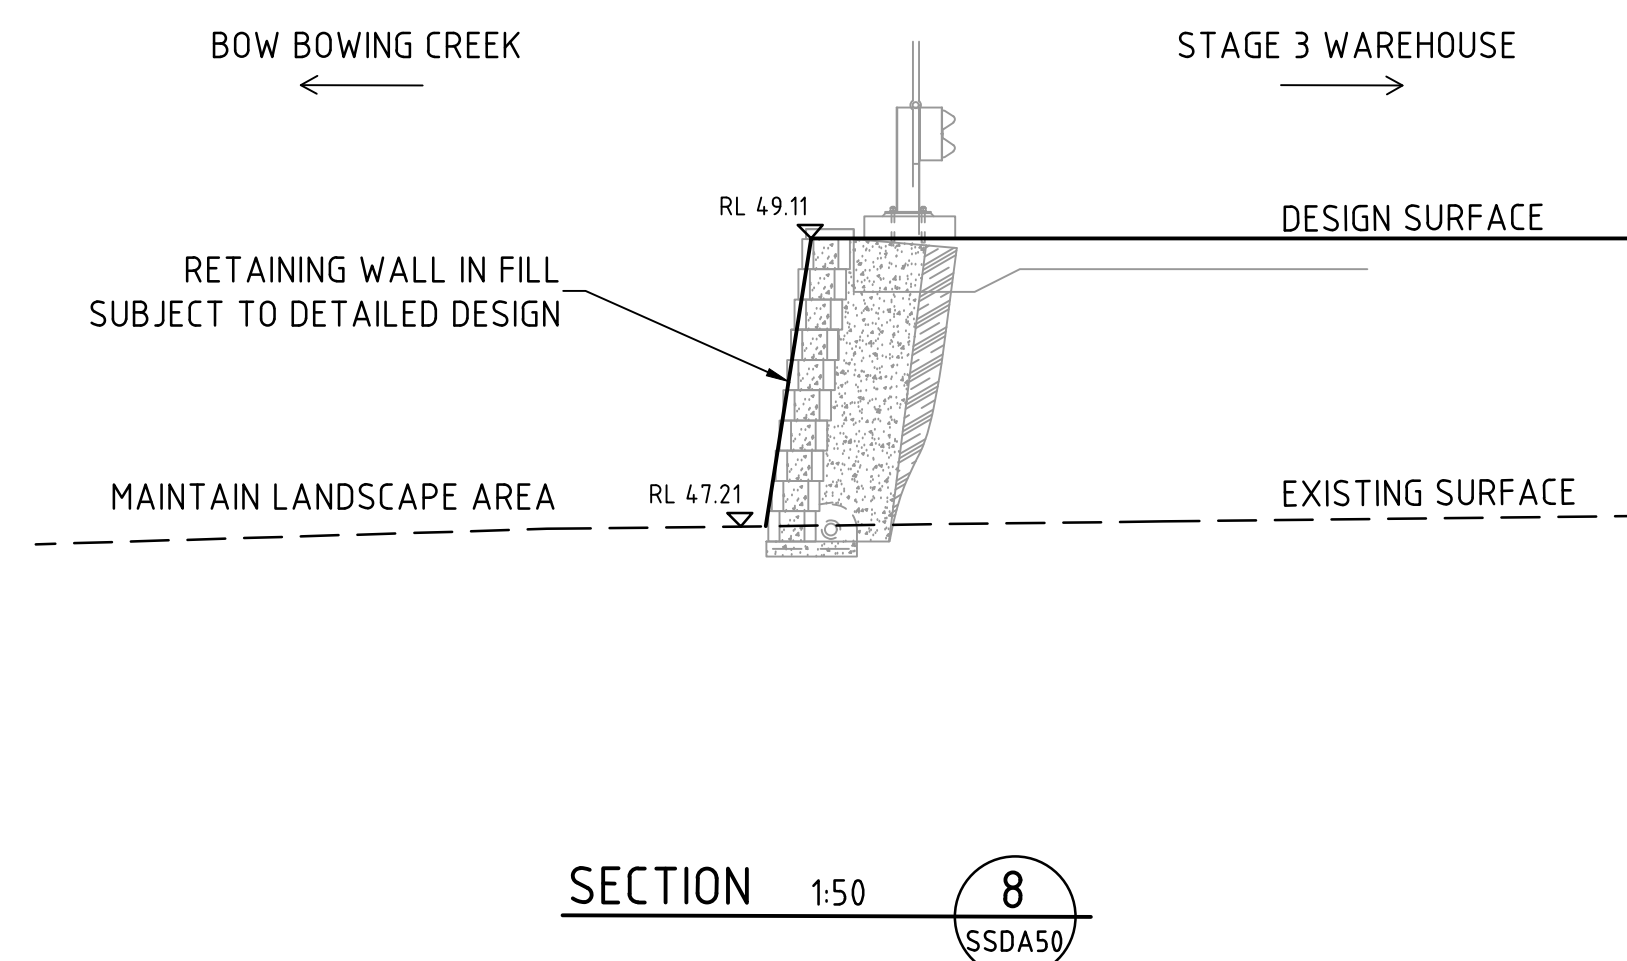 BOW BOWING CREEK
STAGE 3 WAREHOUSE
RL 49.11
DESIGN SURFACE
RETAINING WALL IN FILL
SUBJECT TO DETAILED DESIGN
MAINTAIN LANDSCAPE AREA
RL 47.21
EXISTING SURFACE
SECTION 1:50
8
SSDA50